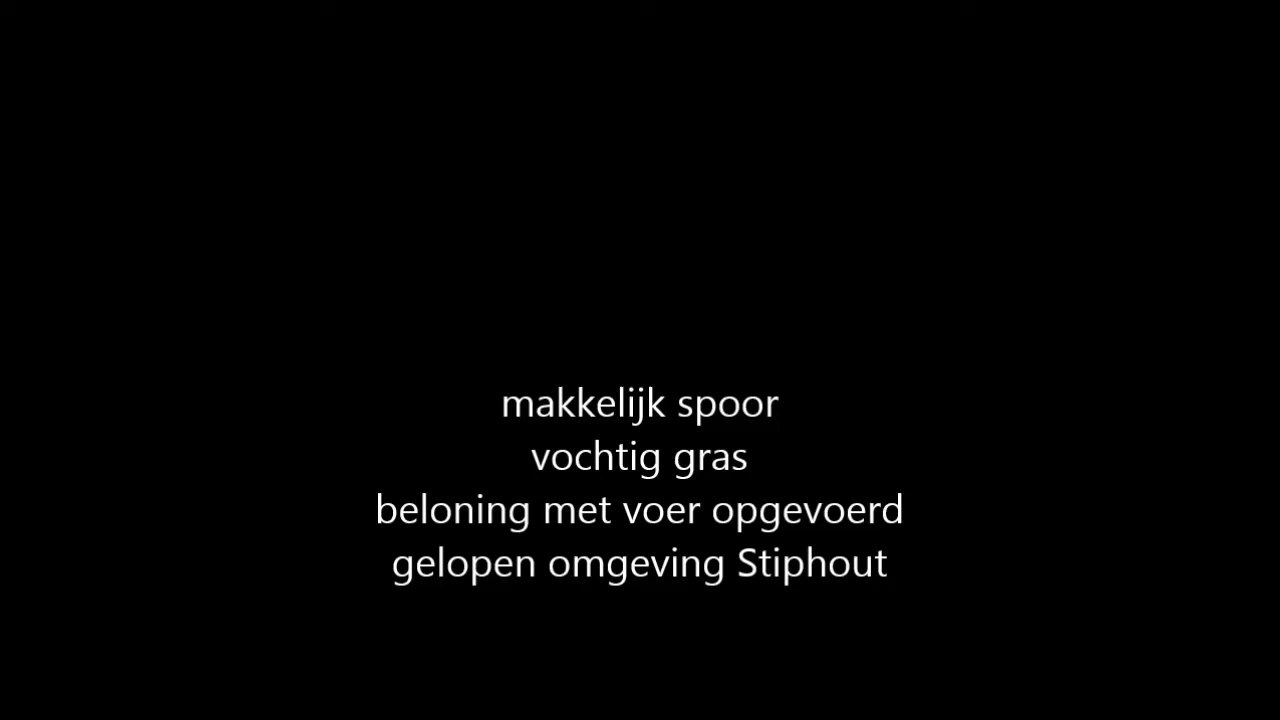 makkelijk spoor
vochtig gras
beloning met voer opgevoerd
gelopen omgeving Stiphout